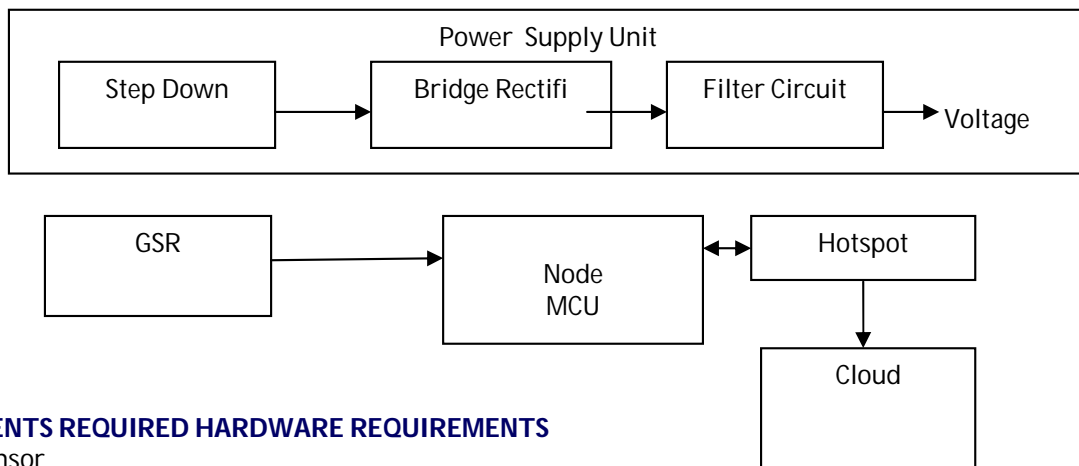 Power Supply Unit
Step Down
Bridge Rectifi
Filter Circuit
Voltage
GSR
Node
MCU
Hotspot
Cloud
ENTS REQUIRED HARDWARE REQUIREMENTS
nsor